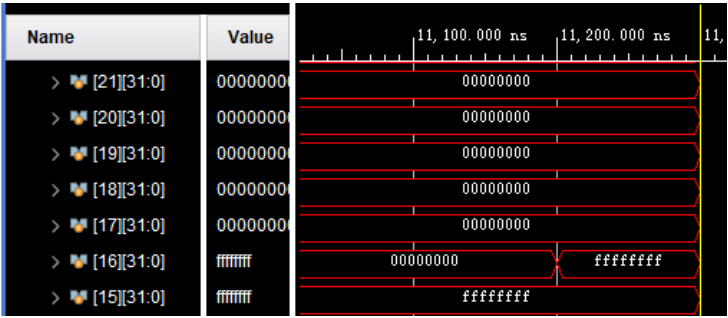 Name Value 11,100.000 ns 11,200.000 ns 11,
[21][31:0] 00000000 00000000
[20][31:0] 00000000 00000000
[19][31:0] 00000000 00000000
[18][31:0] 00000000 00000000
[17][31:0] 00000000 00000000
[16][31:0] ffffffff 00000000 ffffffff
[15][31:0] ffffffff ffffffff